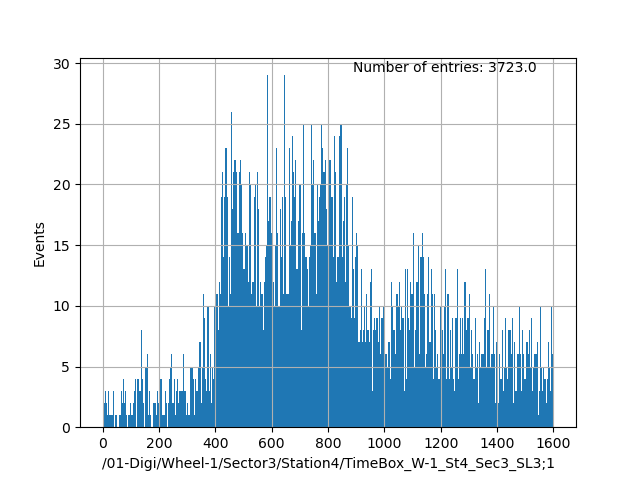 Number of entries: 3723.0
30
25
20
15
10
5
0
Events
0 200 400 600 800 1000 1200 1400 1600
/01-Digi/Wheel-1/Sector3/Station4/TimeBox_W-1_St4_Sec3_SL3;1